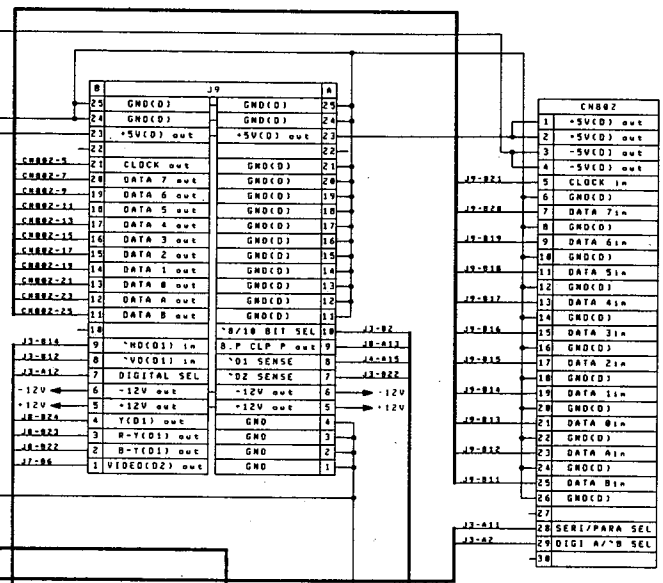 B J9 A
25 GND(D) GND(D) 25
24 GND(D) GND(D) 24
23 +5V(D) out +5V(D) out 23
22 22
CN802-5 21 CLOCK out GND(D) 21
CN802-7 20 DATA 7 out GND(D) 20
CN802-9 19 DATA 6 out GND(D) 19
CN802-11 18 DATA 5 out GND(D) 18
CN802-13 17 DATA 4 out GND(D) 17
CN802-15 16 DATA 3 out GND(D) 16
CN802-17 15 DATA 2 out GND(D) 15
CN802-19 14 DATA 1 out GND(D) 14
CN802-21 13 DATA 0 out GND(D) 13
CN802-23 12 DATA A out GND(D) 12
CN802-25 11 DATA B out GND(D) 11
10 ~8/10 BIT SEL 10 J3-B2
J3-B14 9 ~HD(D1) in B.P CLP P out 9 J8-A13
J3-B12 8 ~VD(D1) in ~D1 SENSE 8 J4-A15
J3-A12 7 DIGITAL SEL ~D2 SENSE 7 J3-B22
-12V 6 -12V out -12V out 6 -12V
+12V 5 +12V out +12V out 5 +12V
J8-B24 4 Y(D1) out GND 4
J8-B23 3 R-Y(D1) out GND 3
J8-B22 2 B-Y(D1) out GND 2
J7-B6 1 VIDEO(D2) out GND 1
CN802
1 +5V(D) out
2 +5V(D) out
3 -5V(D) out
4 -5V(D) out
J9-B21 5 CLOCK in
6 GND(D)
J9-B20 7 DATA 7in
8 GND(D)
J9-B19 9 DATA 6in
10 GND(D)
J9-B18 11 DATA 5in
12 GND(D)
J9-B17 13 DATA 4in
14 GND(D)
J9-B16 15 DATA 3in
16 GND(D)
J9-B15 17 DATA 2in
18 GND(D)
J9-B14 19 DATA 1in
20 GND(D)
J9-B13 21 DATA 0in
22 GND(D)
J9-B12 23 DATA Ain
24 GND(D)
J9-B11 25 DATA Bin
26 GND(D)
27
J3-A11 28 SERI/PARA SEL
J3-A2 29 DIGI A/~B SEL
30